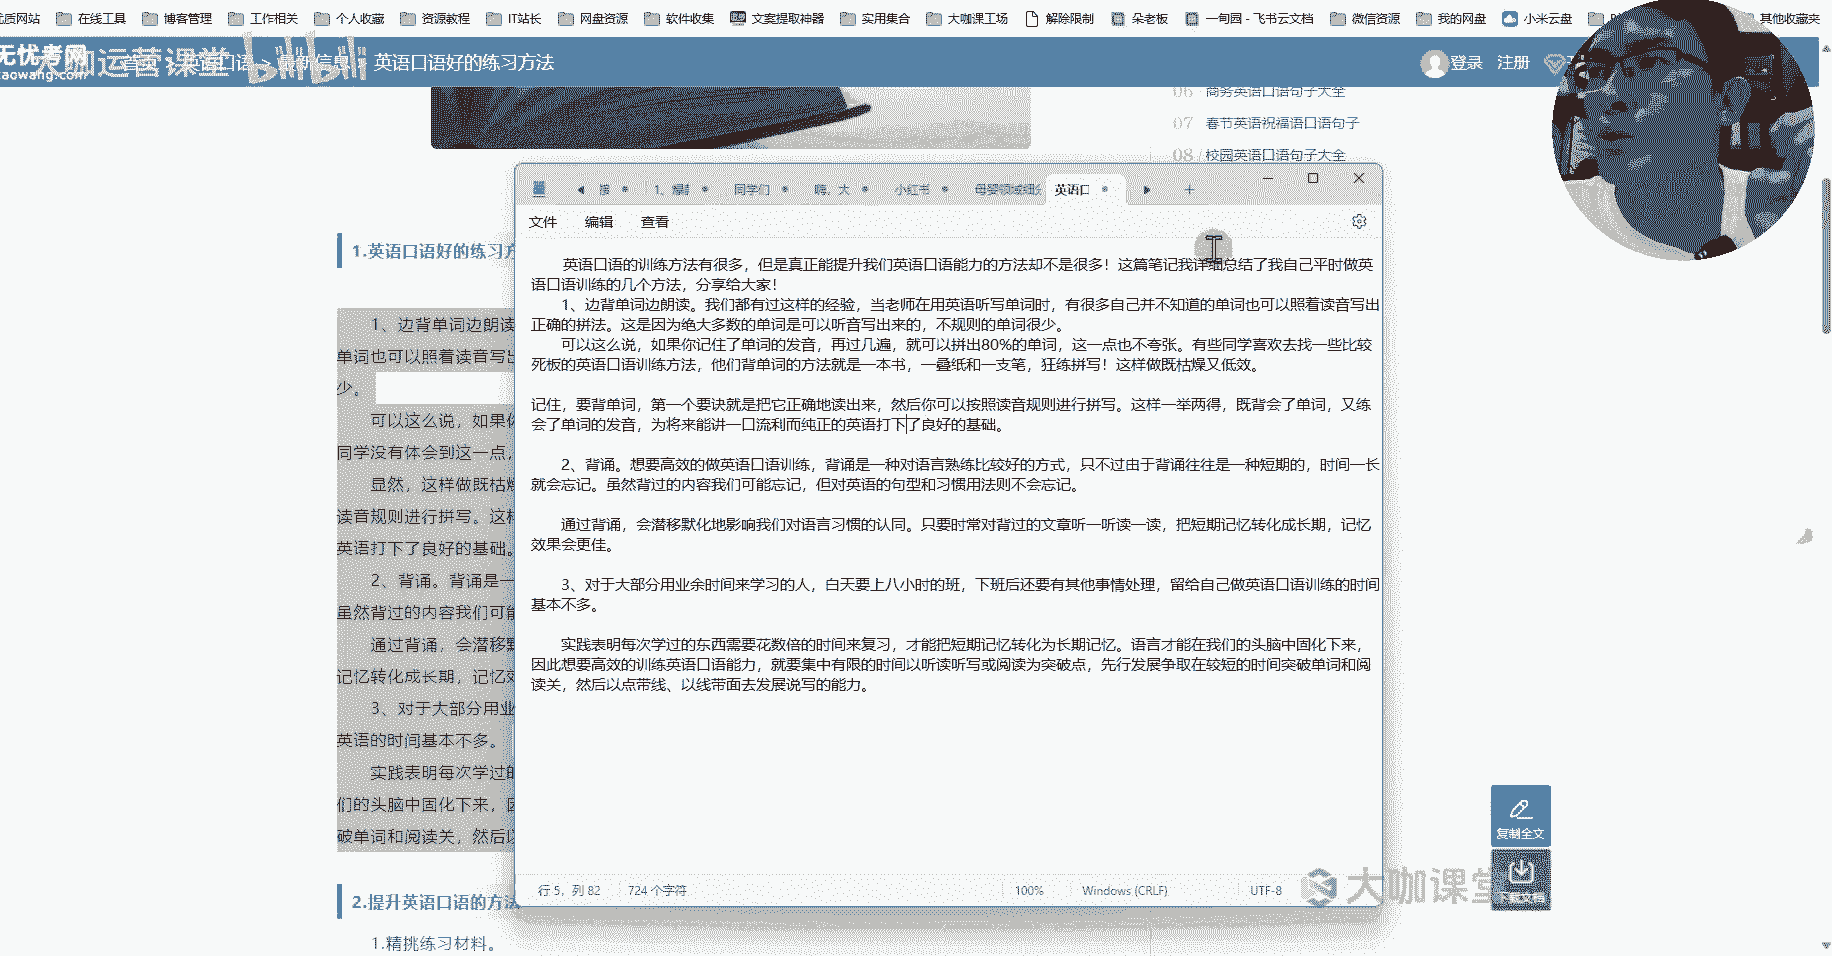 优质网站 在线工具 博客管理 工作相关 个人收藏 资源教程 IT站长 网盘资源 软件收集 文案提取神器 实用集合 大咖课工场 解除限制 朵老板 一旬园 - 飞书云文档 微信资源 我的网盘 小米云盘 其他收藏夹
无忧考网
大咖运营课堂 bilibili
首页 > 英语口语 > 最新信息 > 英语口语好的练习方法 登录 注册
06 商务英语口语句子大全
07 春节英语祝福语口语句子
08 校园英语口语句子大全
1、爆 同学们 嗨，大 小红书 母婴领域细分 英语口
文件 编辑 查看
英语口语的训练方法有很多，但是真正能提升我们英语口语能力的方法却不是很多！这篇笔记我详细总结了我自己平时做英
语口语训练的几个方法，分享给大家！
1、边背单词边朗读。我们都有过这样的经验，当老师在用英语听写单词时，有很多自己并不知道的单词也可以照着读音写出
正确的拼法。这是因为绝大多数的单词是可以听音写出来的，不规则的单词很少。
可以这么说，如果你记住了单词的发音，再过几遍，就可以拼出80%的单词，这一点也不夸张。有些同学喜欢去找一些比较
死板的英语口语训练方法，他们背单词的方法就是一本书，一叠纸和一支笔，狂练拼写！这样做既枯燥又低效。
记住，要背单词，第一个要诀就是把它正确地读出来，然后你可以按照读音规则进行拼写。这样一举两得，既背会了单词，又练
会了单词的发音，为将来能讲一口流利而纯正的英语打下了良好的基础。
2、背诵。想要高效的做英语口语训练，背诵是一种对语言熟练比较好的方式，只不过由于背诵往往是一种短期的，时间一长
就会忘记。虽然背过的内容我们可能忘记，但对英语的句型和习惯用法则不会忘记。
通过背诵，会潜移默化地影响我们对语言习惯的认同。只要时常对背过的文章听一听读一读，把短期记忆转化成长期，记忆
效果会更佳。
3、对于大部分用业余时间来学习的人，白天要上八小时的班，下班后还要有其他事情处理，留给自己做英语口语训练的时间
基本不多。
实践表明每次学过的东西需要花数倍的时间来复习，才能把短期记忆转化为长期记忆。语言才能在我们的头脑中固化下来，
因此想要高效的训练英语口语能力，就要集中有限的时间以听读听写或阅读为突破点，先行发展争取在较短的时间突破单词和阅
读关，然后以点带线、以线带面去发展说写的能力。
行 5，列 82 724 个字符 100% Windows (CRLF) UTF-8
1.英语口语好的练习方
1、边背单词边朗读
单词也可以照着读音写出
少。
可以这么说，如果你
同学没有体会到这一点，
显然，这样做既枯燥
读音规则进行拼写。这样
英语打下了良好的基础。
2、背诵。背诵是一
虽然背过的内容我们可能
通过背诵，会潜移默
记忆转化成长期，记忆效
3、对于大部分用业
英语的时间基本不多。
实践表明每次学过的
们的头脑中固化下来，因
破单词和阅读关，然后以
2.提升英语口语的方法
1.精挑练习材料。
复制全文
大咖课堂